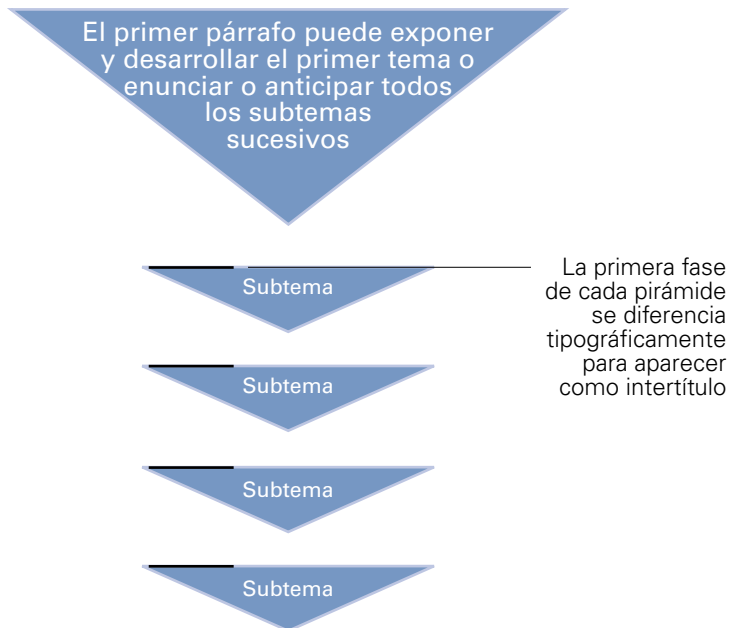 El primer párrafo puede exponer
y desarrollar el primer tema o
enunciar o anticipar todos
los subtemas
sucesivos
Subtema
La primera fase
de cada pirámide
se diferencia
tipográficamente
para aparecer
como intertítulo
Subtema
Subtema
Subtema